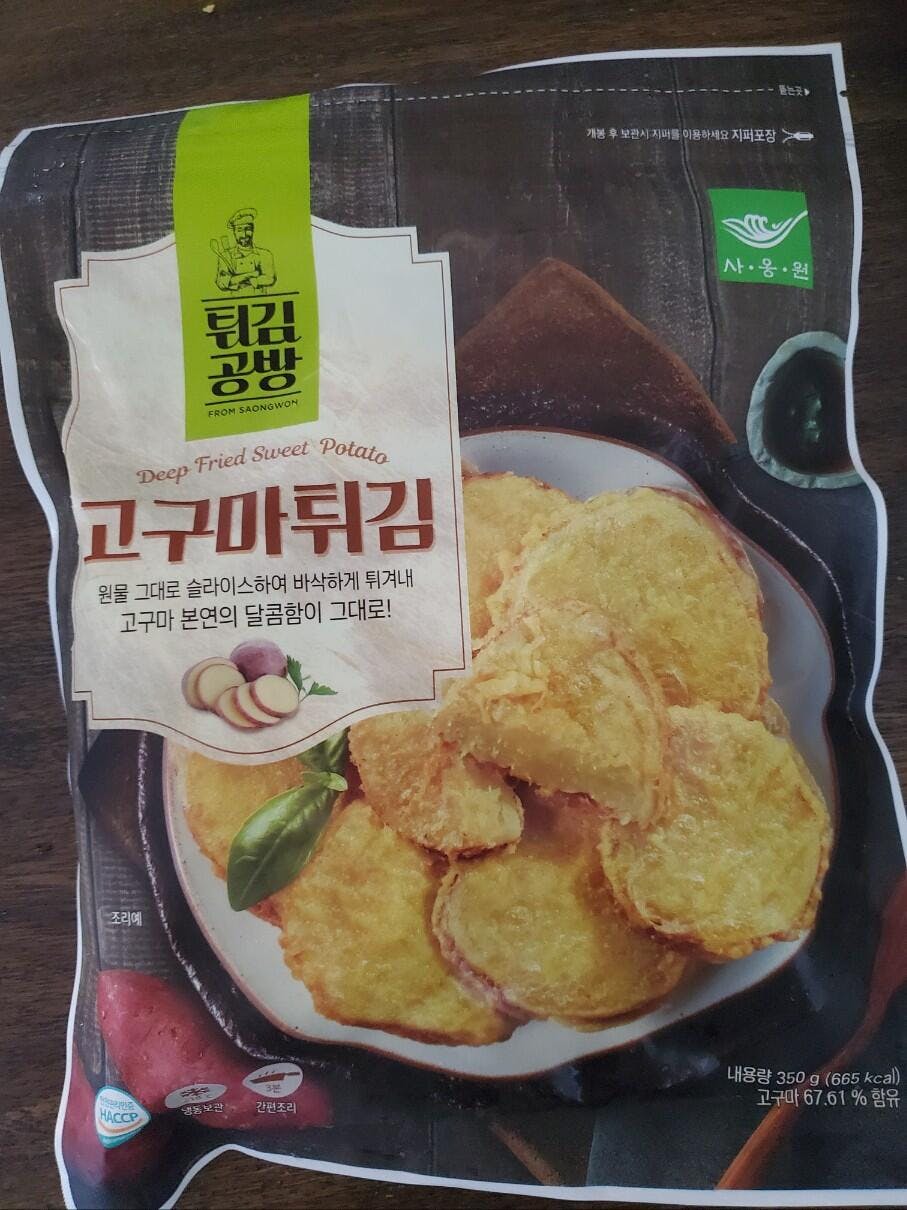 뜯는곳
개봉 후 보관시 지퍼를 이용하세요 지퍼포장
사·옹·원
튀김
공방
FROM SAONGWON
Deep Fried Sweet Potato
고구마튀김
원물 그대로 슬라이스하여 바삭하게 튀겨내
고구마 본연의 달콤함이 그대로!
조리예
HACCP
냉동보관
3분
간편조리
내용량 350 g (665 kcal)
고구마 67.61 % 함유